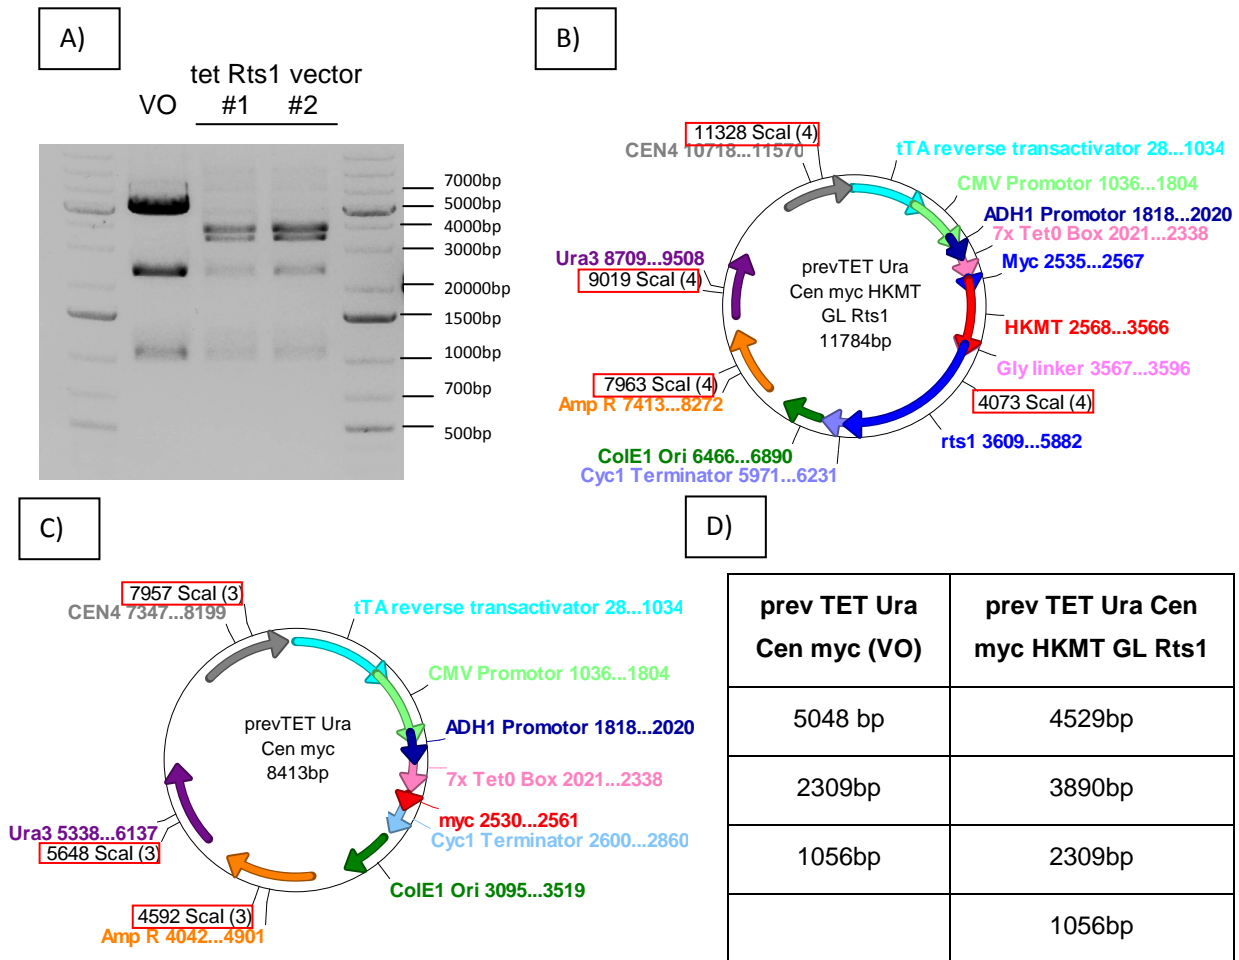 A)
tet Rts1 vector
VO #1 #2
7000bp
5000bp
4000bp
3000bp
20000bp
1500bp
1000bp
700bp
500bp
B)
11328 ScaI (4)
CEN4 10718...11570
tTA reverse transactivator 28...1034
CMV Promotor 1036...1804
ADH1 Promotor 1818...2020
7x Tet0 Box 2021...2338
Myc 2535...2567
Ura3 8709...9508
9019 ScaI (4)
prevTET Ura
Cen myc HKMT
GL Rts1
11784bp
HKMT 2568...3566
Gly linker 3567...3596
7963 ScaI (4)
4073 ScaI (4)
Amp R 7413...8272
rts1 3609...5882
ColE1 Ori 6466...6890
Cyc1 Terminator 5971...6231
C)
7957 ScaI (3)
CEN4 7347...8199
tTA reverse transactivator 28...1034
CMV Promotor 1036...1804
prevTET Ura
Cen myc
8413bp
ADH1 Promotor 1818...2020
7x Tet0 Box 2021...2338
myc 2530...2561
Ura3 5338...6137
Cyc1 Terminator 2600...2860
5648 ScaI (3)
ColE1 Ori 3095...3519
4592 ScaI (3)
Amp R 4042...4901
D)
prev TET Ura
Cen myc (VO)
prev TET Ura Cen
myc HKMT GL Rts1
5048 bp 4529bp
2309bp 3890bp
1056bp 2309bp
1056bp